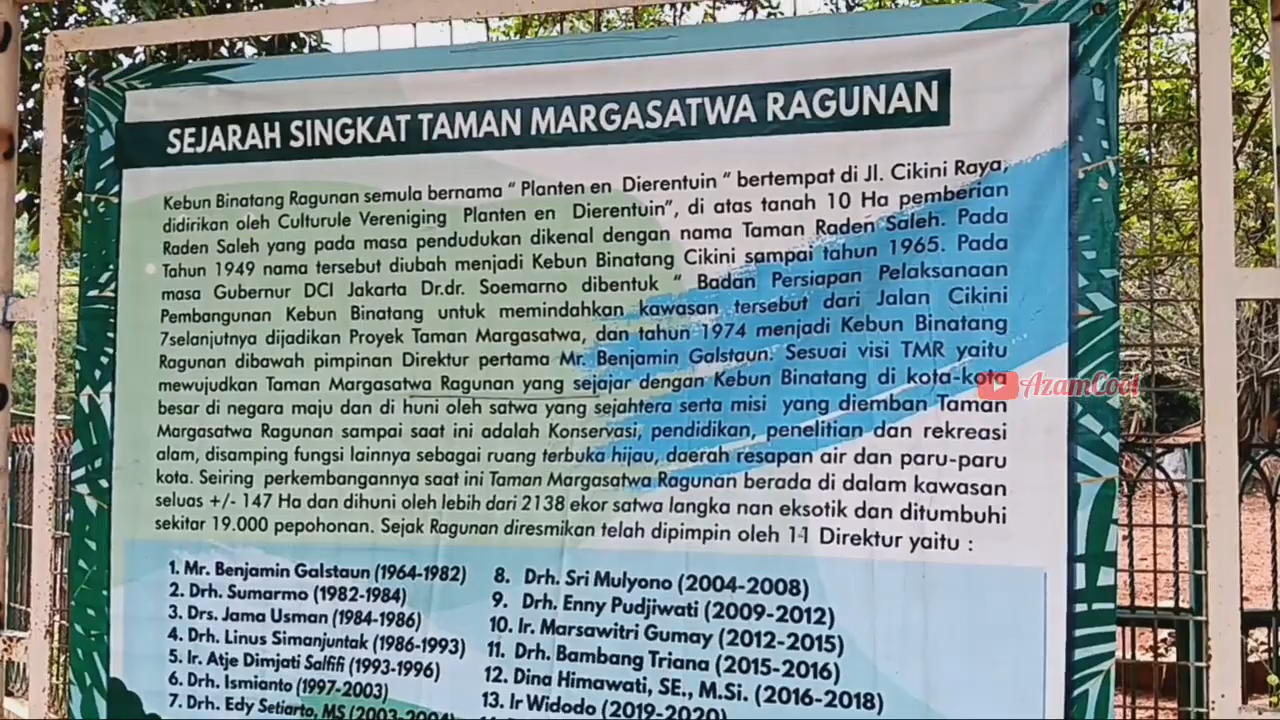 SEJARAH SINGKAT TAMAN MARGASATWA RAGUNAN
Kebun Binatang Ragunan semula bernama “ Planten en Dierentuin “ bertempat di Jl. Cikini Raya,
didirikan oleh Culturule Vereniging Planten en Dierentuin”, di atas tanah 10 Ha pemberian
Raden Saleh yang pada masa pendudukan dikenal dengan nama Taman Raden Saleh. Pada
Tahun 1949 nama tersebut diubah menjadi Kebun Binatang Cikini sampai tahun 1965. Pada
masa Gubernur DCI Jakarta Dr.dr. Soemarno dibentuk “ Badan Persiapan Pelaksanaan
Pembangunan Kebun Binatang untuk memindahkan kawasan tersebut dari Jalan Cikini
7selanjutnya dijadikan Proyek Taman Margasatwa, dan tahun 1974 menjadi Kebun Binatang
Ragunan dibawah pimpinan Direktur pertama Mr. Benjamin Galstaun. Sesuai visi TMR yaitu
mewujudkan Taman Margasatwa Ragunan yang sejajar dengan Kebun Binatang di kota-kota
besar di negara maju dan di huni oleh satwa yang sejahtera serta misi yang diemban Taman
Margasatwa Ragunan sampai saat ini adalah Konservasi, pendidikan, penelitian dan rekreasi
alam, disamping fungsi lainnya sebagai ruang terbuka hijau, daerah resapan air dan paru-paru
kota. Seiring perkembangannya saat ini Taman Margasatwa Ragunan berada di dalam kawasan
seluas +/- 147 Ha dan dihuni oleh lebih dari 2138 ekor satwa langka nan eksotik dan ditumbuhi
sekitar 19.000 pepohonan. Sejak Ragunan diresmikan telah dipimpin oleh 11 Direktur yaitu :
1. Mr. Benjamin Galstaun (1964-1982)
2. Drh. Sumarmo (1982-1984)
3. Drs. Jama Usman (1984-1986)
4. Drh. Linus Simanjuntak (1986-1993)
5. Ir. Atje Dimjati Salfifi (1993-1996)
6. Drh. Ismianto (1997-2003)
7. Drh. Edy Setiarto, MS (2003-2004)
8. Drh. Sri Mulyono (2004-2008)
9. Drh. Enny Pudjiwati (2009-2012)
10. Ir. Marsawitri Gumay (2012-2015)
11. Drh. Bambang Triana (2015-2016)
12. Dina Himawati, SE., M.Si. (2016-2018)
13. Ir Widodo (2019-2020)
AzamCool